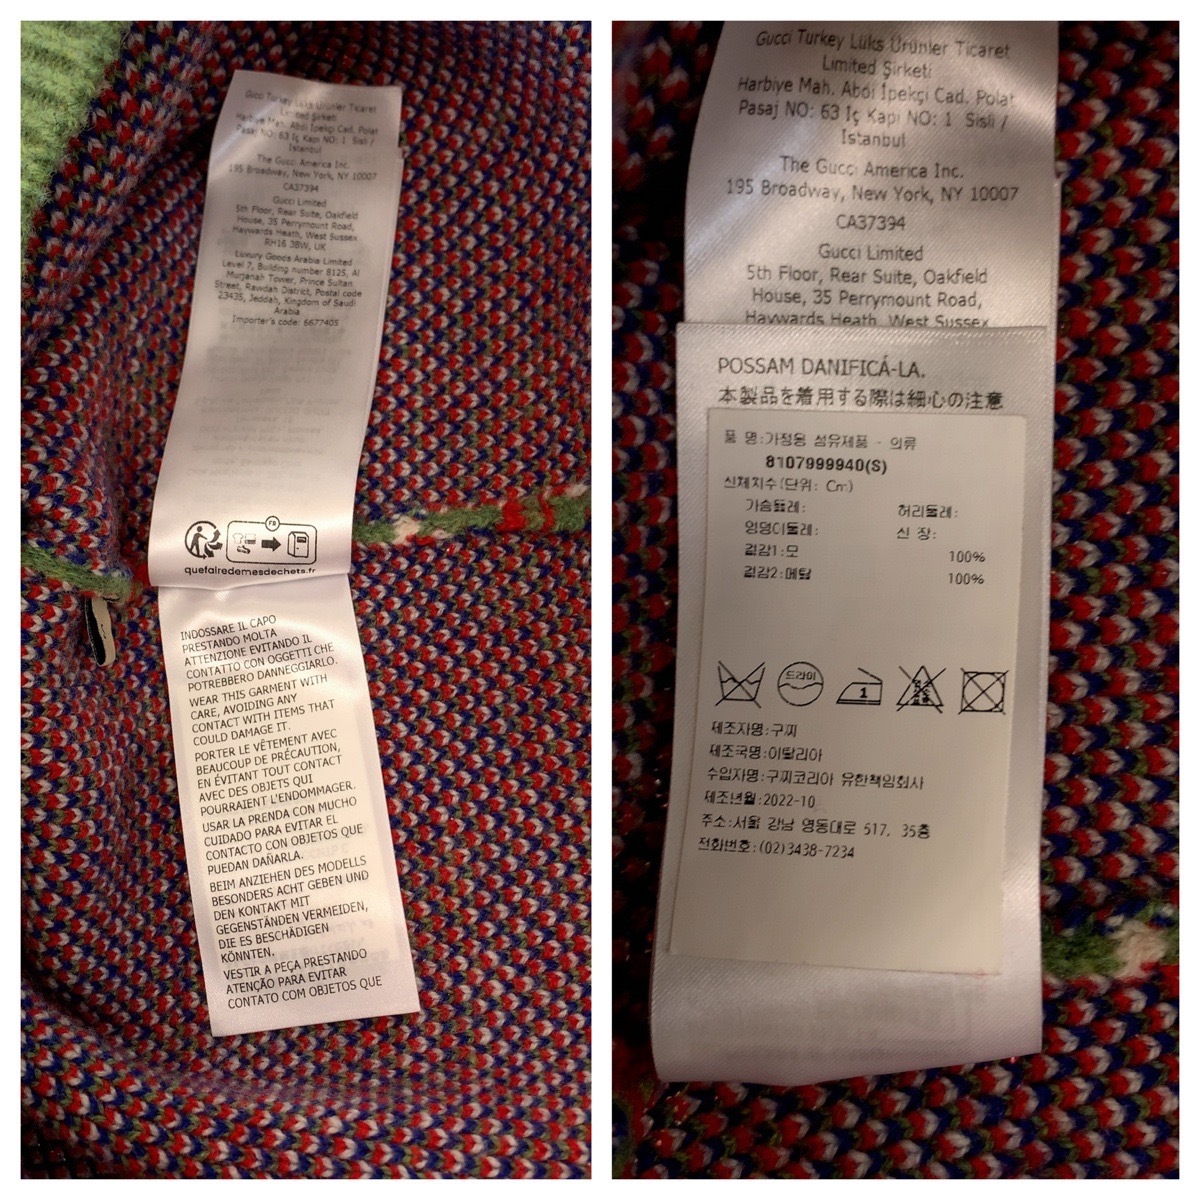 Gucci Turkey Lüks Ürünler Ticaret
Limited Şirketi
Harbiye Mah. Abdi İpekçi Cad. Polat
Pasaj NO: 63 İç Kapı NO: 1 Sisli /
Istanbul
The Gucci America Inc.
195 Broadway, New York, NY 10007
CA37394
Gucci Limited
5th Floor, Rear Suite, Oakfield
House, 35 Perrymount Road,
Haywards Heath, West Sussex
RH16 3BW, UK
Luxury Goods Arabia Limited
Level 7, Building number 8125, Al
Murjanah Tower, Prince Sultan
Street, Rawdah District, Postal code
23435, Jeddah, Kingdom of Saudi
Arabia
Importer's code: 6677405
FR
quefairedemesdechets.fr
INDOSSARE IL CAPO
PRESTANDO MOLTA
ATTENZIONE EVITANDO IL
CONTATTO CON OGGETTI CHE
POTREBBERO DANNEGGIARLO.
WEAR THIS GARMENT WITH
CARE, AVOIDING ANY
CONTACT WITH ITEMS THAT
COULD DAMAGE IT.
PORTER LE VÊTEMENT AVEC
BEAUCOUP DE PRÉCAUTION,
EN ÉVITANT TOUT CONTACT
AVEC DES OBJETS QUI
POURRAIENT L'ENDOMMAGER.
USAR LA PRENDA CON MUCHO
CUIDADO PARA EVITAR EL
CONTACTO CON OBJETOS QUE
PUEDAN DAÑARLA.
BEIM ANZIEHEN DES MODELLS
BESONDERS ACHT GEBEN UND
DEN KONTAKT MIT
GEGENSTÄNDEN VERMEIDEN,
DIE ES BESCHÄDIGEN
KÖNNTEN.
VESTIR A PEÇA PRESTANDO
ATENÇÃO PARA EVITAR
CONTATO COM OBJETOS QUE
Gucci Turkey Lüks Ürünler Ticaret
Limited Şirketi
Harbiye Mah. Abdi İpekçi Cad. Polat
Pasaj NO: 63 İç Kapı NO: 1 Sisli /
Istanbul
The Gucci America Inc.
195 Broadway, New York, NY 10007
CA37394
Gucci Limited
5th Floor, Rear Suite, Oakfield
House, 35 Perrymount Road,
Haywards Heath, West Sussex
POSSAM DANIFICÁ-LA.
本製品を着用する際は細心の注意
품 명:가정용 섬유제품 - 의류
8107999940(S)
신체치수(단위: Cm)
가슴둘레: 허리둘레:
엉덩이둘레: 신 장:
겉감1:모 100%
겉감2:메탈 100%
드라이
1
제조자명:구찌
제조국명:이탈리아
수입자명:구찌코리아 유한책임회사
제조년월:2022-10
주소:서울 강남 영동대로 517, 35층
전화번호:(02)3438-7234